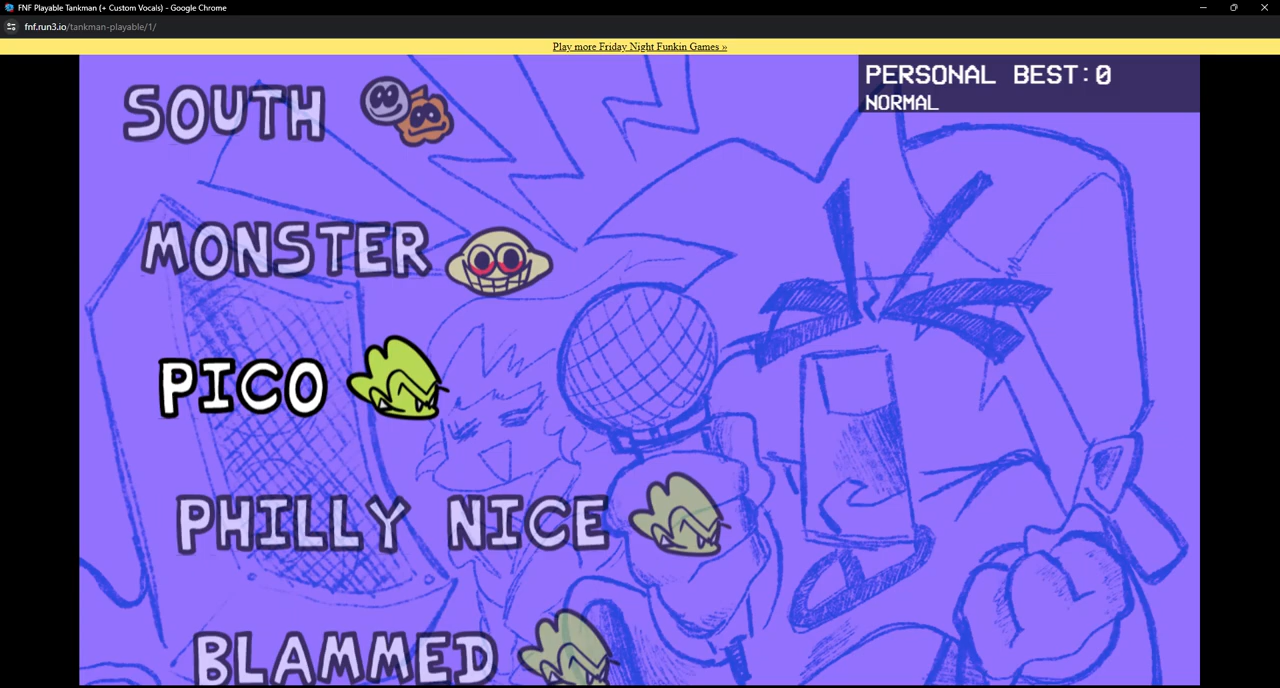 FNF Playable Tankman (+ Custom Vocals) - Google Chrome
fnf.run3.io/tankman-playable/1/
Play more Friday Night Funkin Games »
PERSONAL BEST:0
NORMAL
SOUTH
MONSTER
PICO
PHILLY NICE
BLAMMED